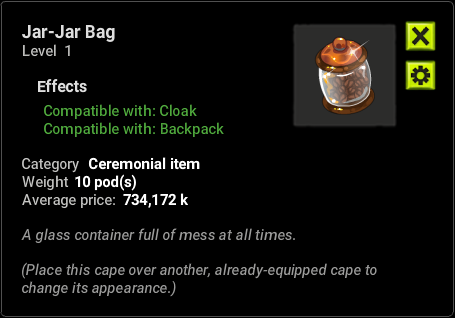 Jar-Jar Bag
Level 1
Effects
Compatible with: Cloak
Compatible with: Backpack
Category Ceremonial item
Weight 10 pod(s)
Average price: 734,172 k
A glass container full of mess at all times.
(Place this cape over another, already-equipped cape to
change its appearance.)